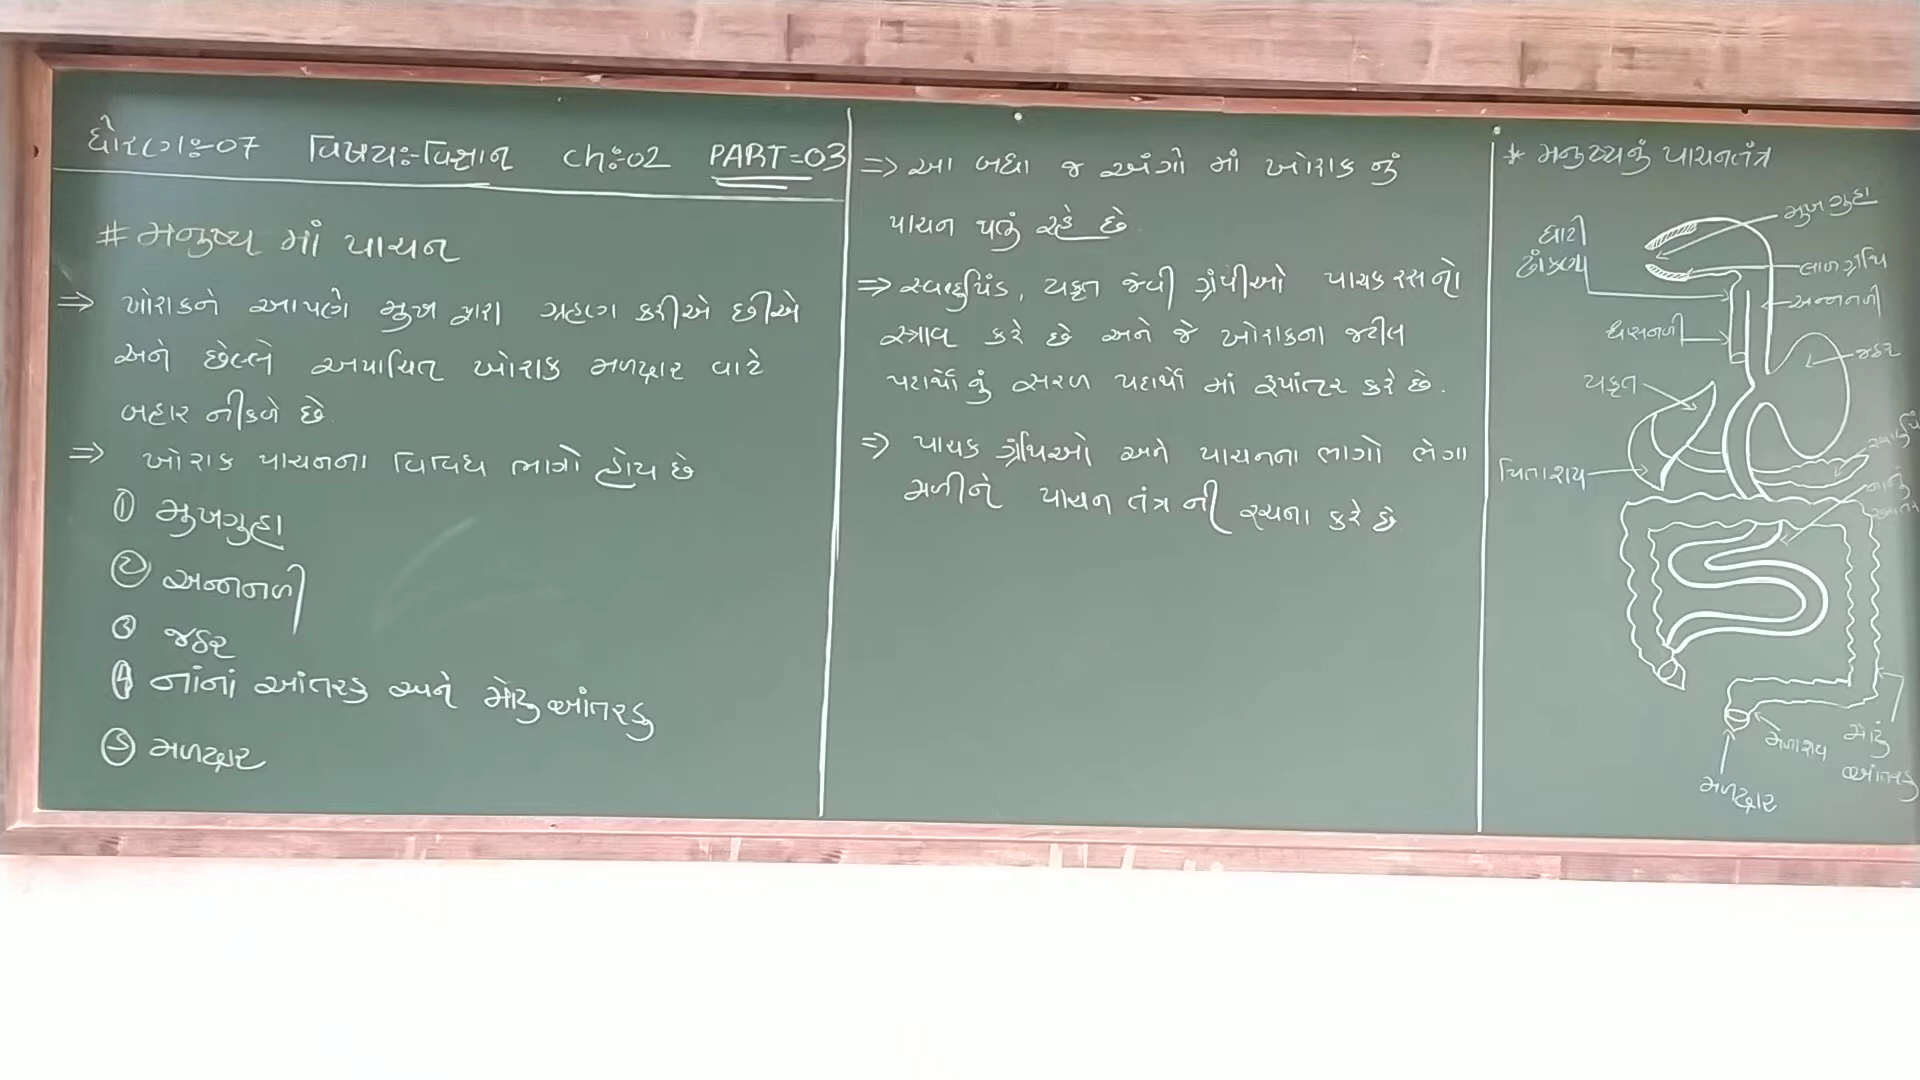 ધોરણઃ-07 વિષયઃ-વિજ્ઞાન ch:-02 PART=03
# મનુષ્ય માં પાચન
⇒ ખોરાકને આપણે મુખ દ્વારા ગ્રહણ કરીએ છીએ
અને છેલ્લે અપાચિત ખોરાક મળદ્વાર વાટે
બહાર નીકળે છે.
⇒ ખોરાક પાચનના વિવિધ ભાગો હોય છે
① મુખગુહા
② અન્નનળી
③ જઠર
④ નાંનાં આંતરડુ અને મોટુ આંતરડુ
⑤ મળદ્વાર
⇒ આ બધા જ અંગો માં ખોરાક નું
પાચન થતું રહે છે.
⇒ સ્વાદુપિંડ, યકૃત જેવી ગ્રંથીઓ પાચક રસનો
સ્ત્રાવ કરે છે અને જે ખોરાકના જટીલ
પદાર્થો નું સરળ પદાર્થો માં રૂપાંતર કરે છે.
⇒ પાચક ગ્રંથિઓ અને પાચનના ભાગો ભેગા
મળીને પાચન તંત્ર ની રચના કરે છે
* મનુષ્યનું પાચનતંત્ર
મુખ ગુહા
ઘાટી
ઢાંકણ
લાળગ્રંથિ
અન્નનળી
શ્વાસનળી
જઠર
યકૃત
સ્વાદુપિં
પિતાશય
નાનું
આંતર
મળાશય
મોટું
આંતરડુ
મળદ્વાર